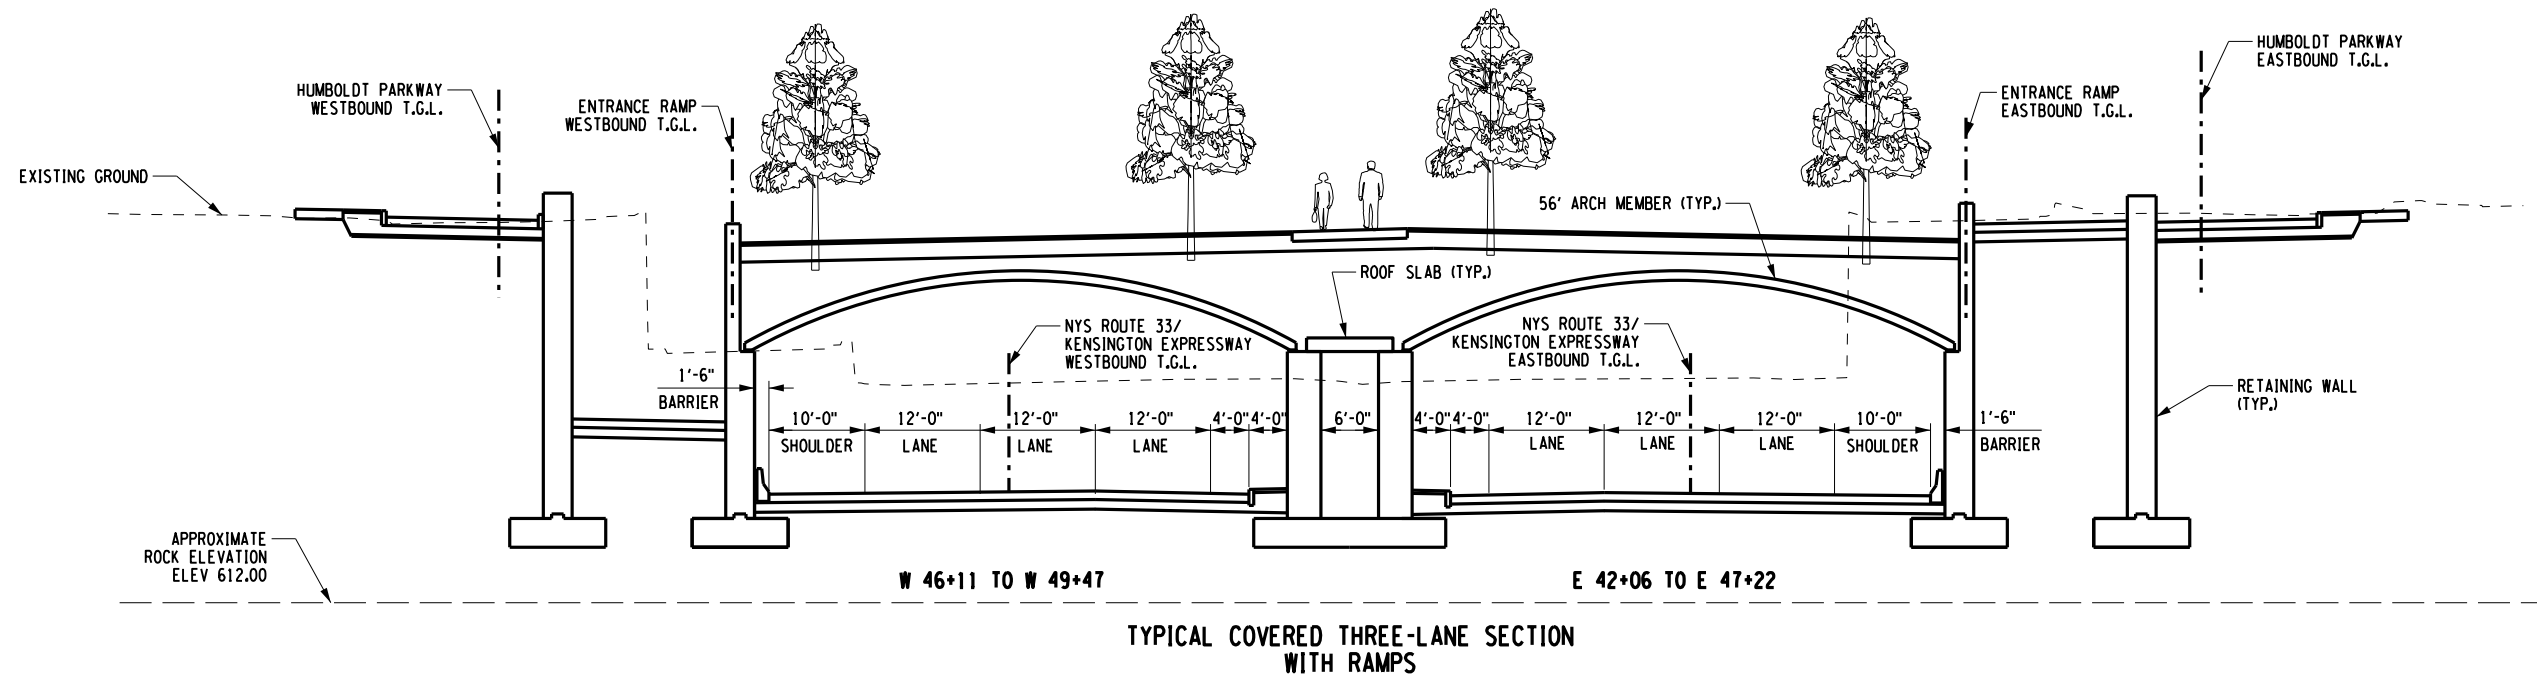 HUMBOLDT PARKWAY
WESTBOUND T.G.L.
ENTRANCE RAMP
WESTBOUND T.G.L.
HUMBOLDT PARKWAY
EASTBOUND T.G.L.
ENTRANCE RAMP
EASTBOUND T.G.L.
EXISTING GROUND
56' ARCH MEMBER (TYP.)
ROOF SLAB (TYP.)
NYS ROUTE 33/
KENSINGTON EXPRESSWAY
WESTBOUND T.G.L.
NYS ROUTE 33/
KENSINGTON EXPRESSWAY
EASTBOUND T.G.L.
1'-6"
BARRIER
RETAINING WALL
(TYP.)
10'-0" 12'-0" 12'-0" 12'-0" 4'-0" 4'-0" 6'-0" 4'-0" 4'-0" 12'-0" 12'-0" 12'-0" 10'-0" 1'-6"
SHOULDER LANE LANE LANE LANE LANE LANE SHOULDER BARRIER
APPROXIMATE
ROCK ELEVATION
ELEV 612.00
W 46+11 TO W 49+47 E 42+06 TO E 47+22
TYPICAL COVERED THREE-LANE SECTION
WITH RAMPS